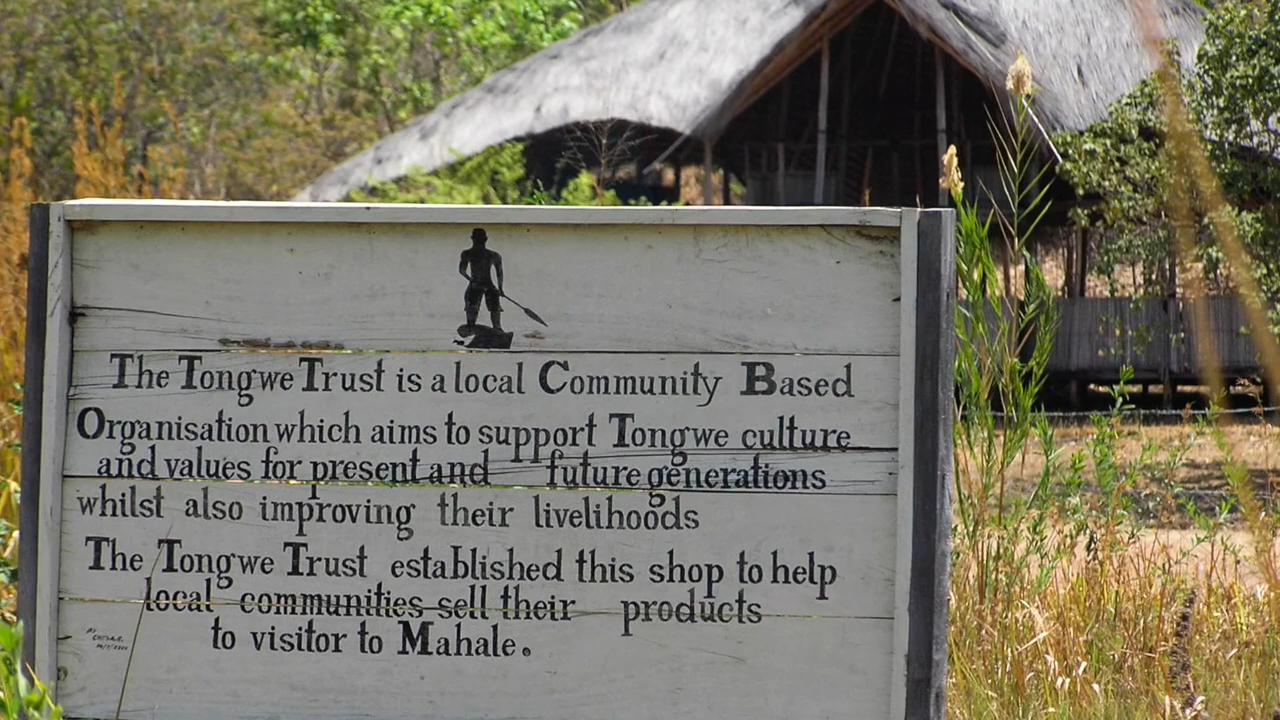 The Tongwe Trust is a local Community Based
Organisation which aims to support Tongwe culture
and values for present and future generations
whilst also improving their livelihoods
The Tongwe Trust established this shop to help
local communities sell their products
to visitor to Mahale.